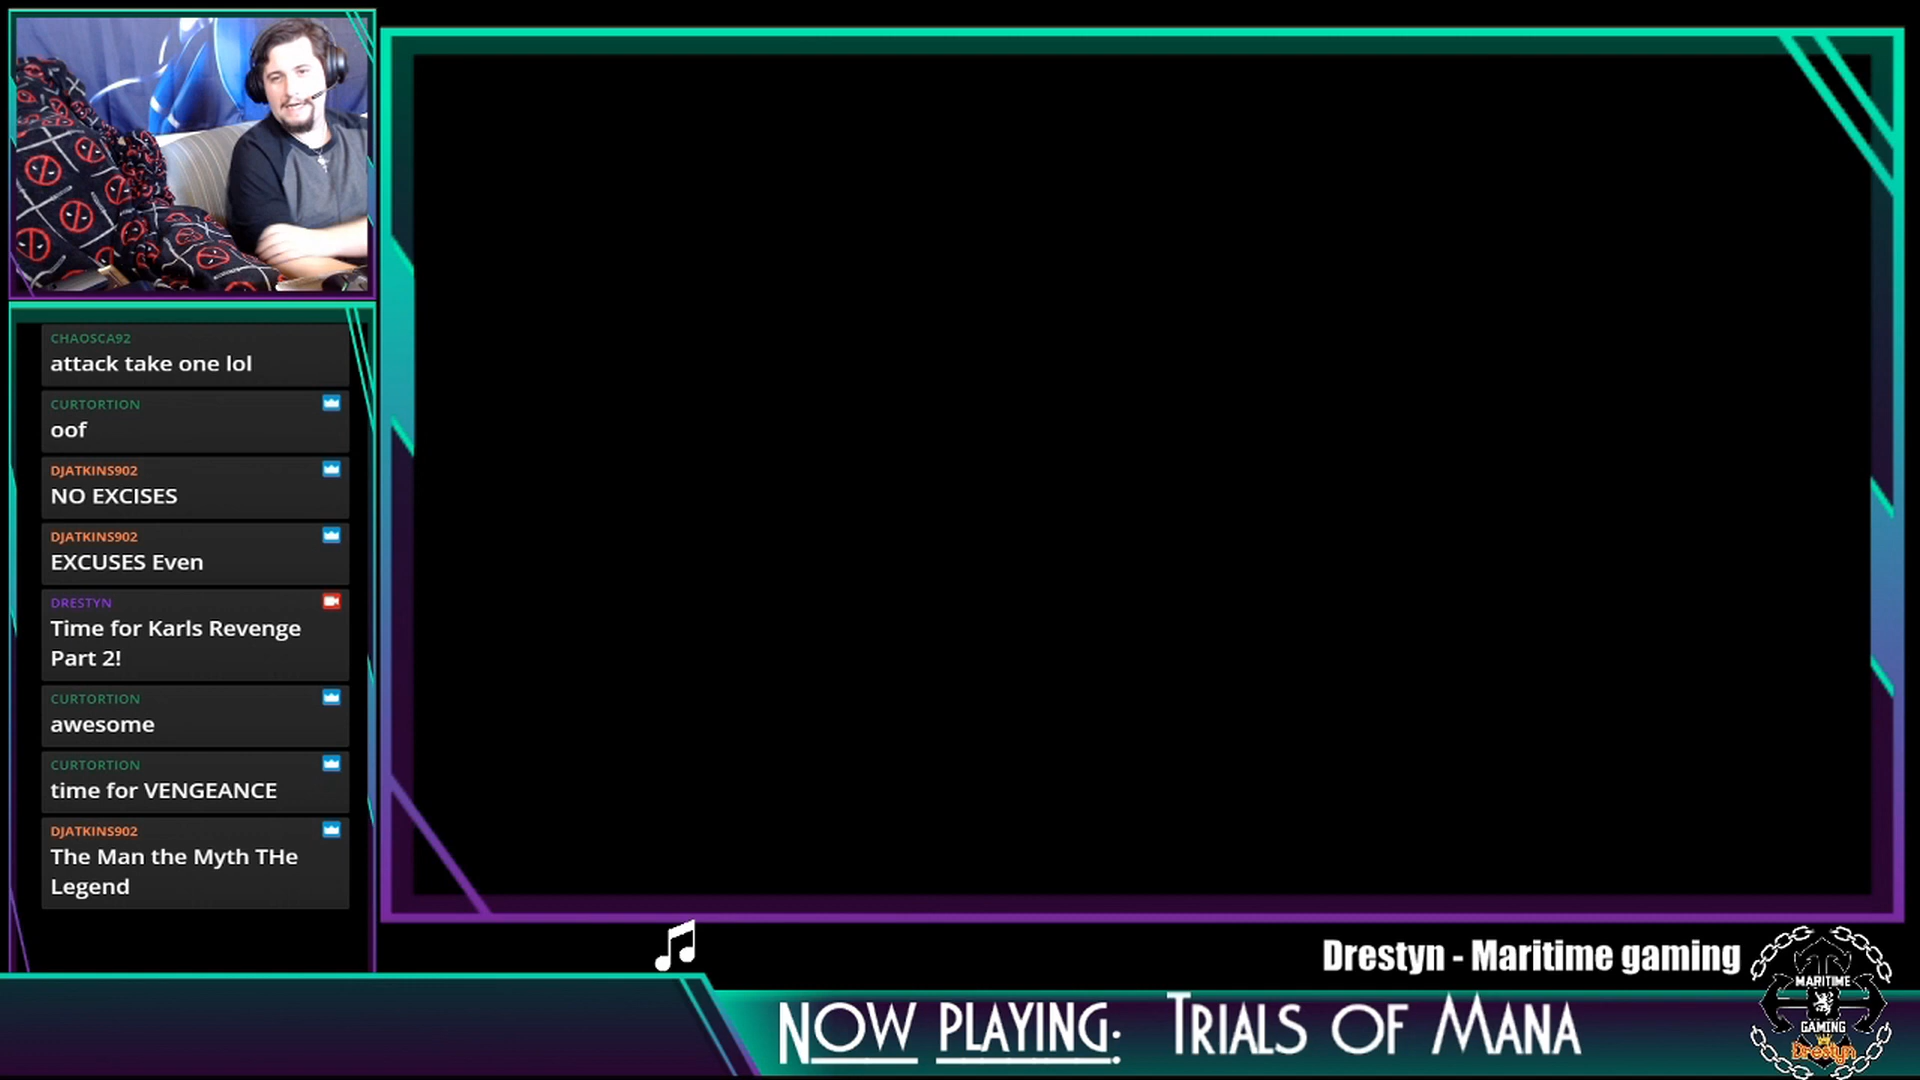 CHAOSCA92
attack take one lol
CURTORTION
oof
DJATKINS902
NO EXCISES
DJATKINS902
EXCUSES Even
DRESTYN
Time for Karls Revenge
Part 2!
CURTORTION
awesome
CURTORTION
time for VENGEANCE
DJATKINS902
The Man the Myth THe
Legend
Drestyn - Maritime gaming
MARITIME
GAMING
Drestyn
NOW PLAYING: TRIALS OF MANA